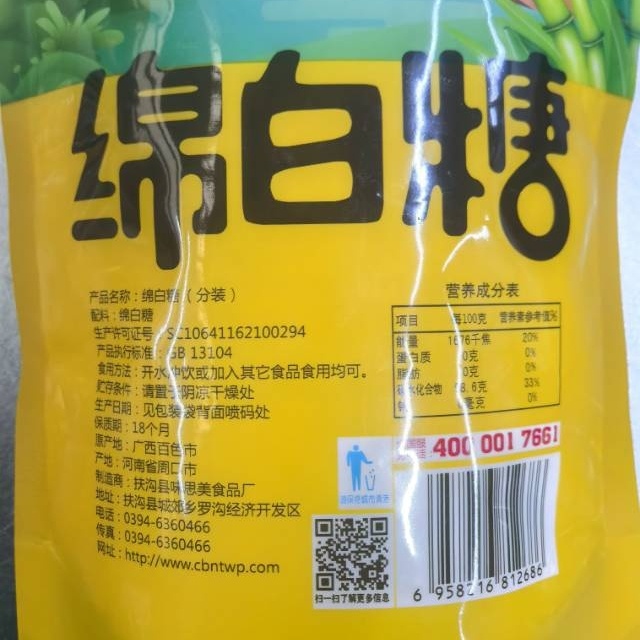 绵白糖
产品名称：绵白糖（分装）
配料：绵白糖
生产许可证号：SC10641162100294
产品执行标准：GB 13104
食用方法：开水冲饮或加入其它食品食用均可。
贮存条件：请置于阴凉干燥处
生产日期：见包装袋背面喷码处
保质期：18个月
原产地：广西百色市
产地：河南省周口市
制造商：扶沟县味思美食品厂
地址：扶沟县城郊乡罗沟经济开发区
电话：0394-6360466
传真：0394-6360466
网址：http://www.cbntwp.com
营养成分表
项目 每100克 营养素参考值%
能量 1676千焦 20%
蛋白质 0克 0%
脂肪 0克 0%
碳水化合物 98.6克 33%
毫克 0%
400 001 7661
扫一扫了解更多信息
6 958216 812686